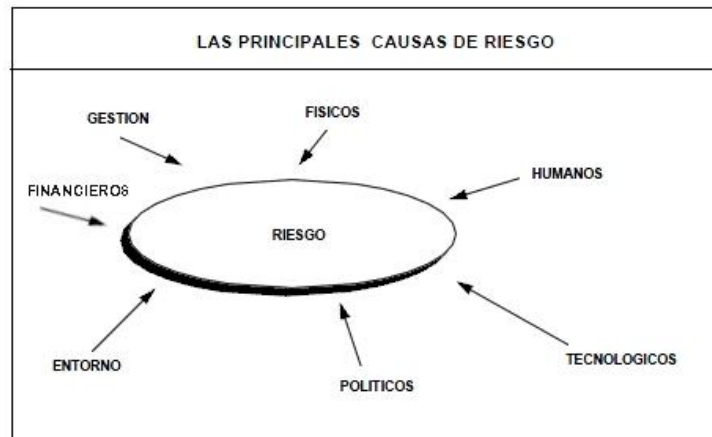 LAS PRINCIPALES CAUSAS DE RIESGO
FISICOS
GESTION
HUMANOS
FINANCIEROS
RIESGO
TECNOLOGICOS
ENTORNO
POLITICOS